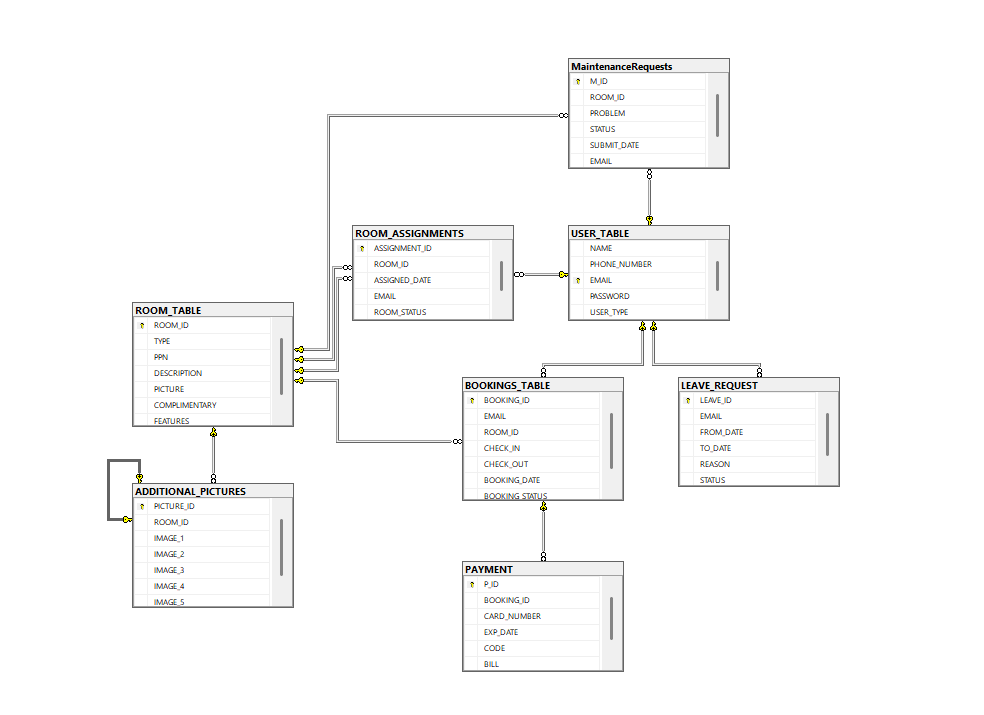 MaintenanceRequests
M_ID
ROOM_ID
PROBLEM
STATUS
SUBMIT_DATE
EMAIL
ROOM_ASSIGNMENTS
ASSIGNMENT_ID
ROOM_ID
ASSIGNED_DATE
EMAIL
ROOM_STATUS
USER_TABLE
NAME
PHONE_NUMBER
EMAIL
PASSWORD
USER_TYPE
ROOM_TABLE
ROOM_ID
TYPE
PPN
DESCRIPTION
PICTURE
COMPLIMENTARY
FEATURES
BOOKINGS_TABLE
BOOKING_ID
EMAIL
ROOM_ID
CHECK_IN
CHECK_OUT
BOOKING_DATE
BOOKING_STATUS
LEAVE_REQUEST
LEAVE_ID
EMAIL
FROM_DATE
TO_DATE
REASON
STATUS
ADDITIONAL_PICTURES
PICTURE_ID
ROOM_ID
IMAGE_1
IMAGE_2
IMAGE_3
IMAGE_4
IMAGE_5
PAYMENT
P_ID
BOOKING_ID
CARD_NUMBER
EXP_DATE
CODE
BILL